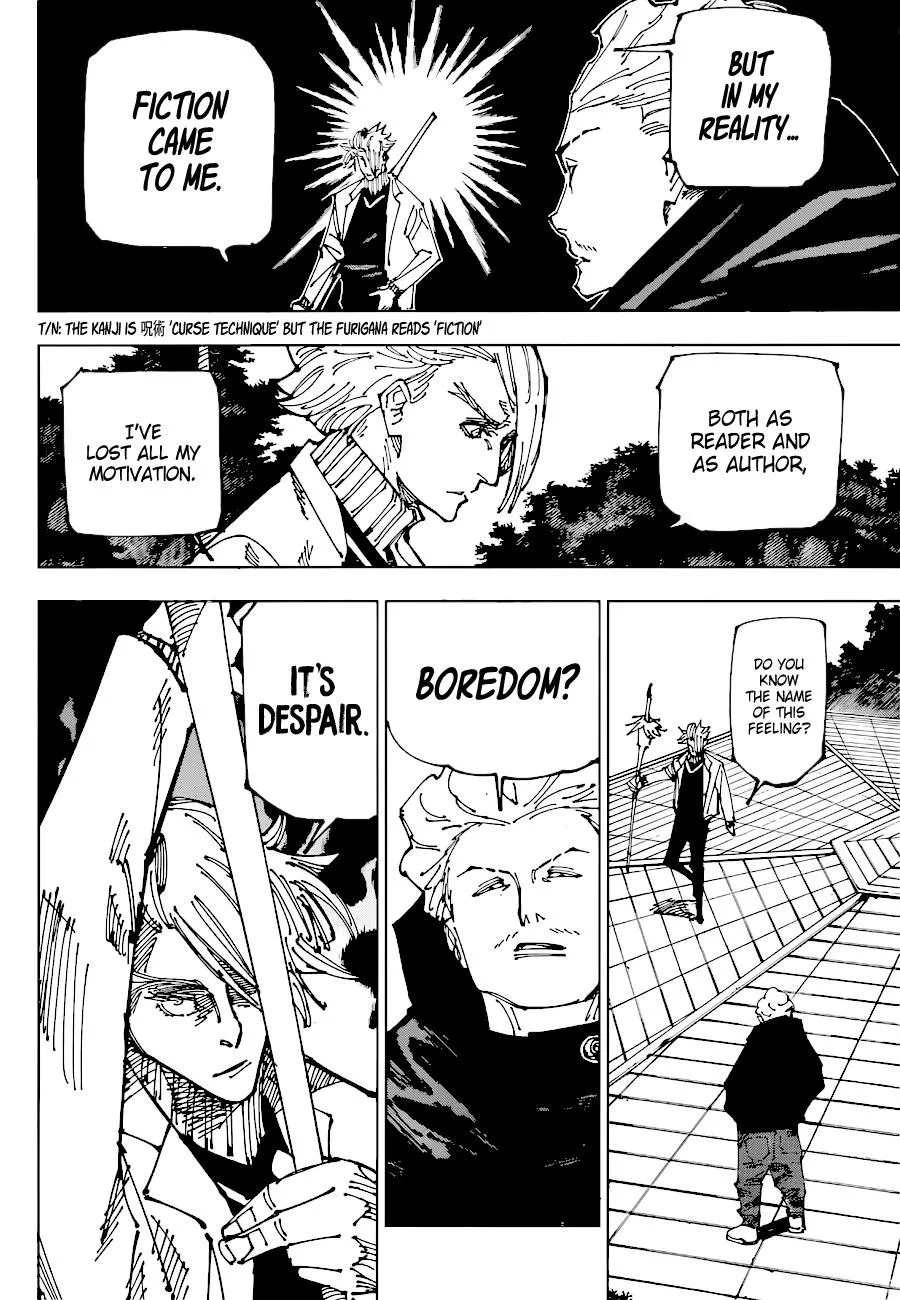 BUT
IN MY
REALITY...
FICTION
CAME
TO ME.
T/N: THE KANJI IS 呪術 'CURSE TECHNIQUE' BUT THE FURIGANA READS 'FICTION'
BOTH AS
READER AND
AS AUTHOR,
I'VE
LOST ALL MY
MOTIVATION.
DO YOU
KNOW
THE NAME
OF THIS
FEELING?
BOREDOM?
IT'S
DESPAIR.